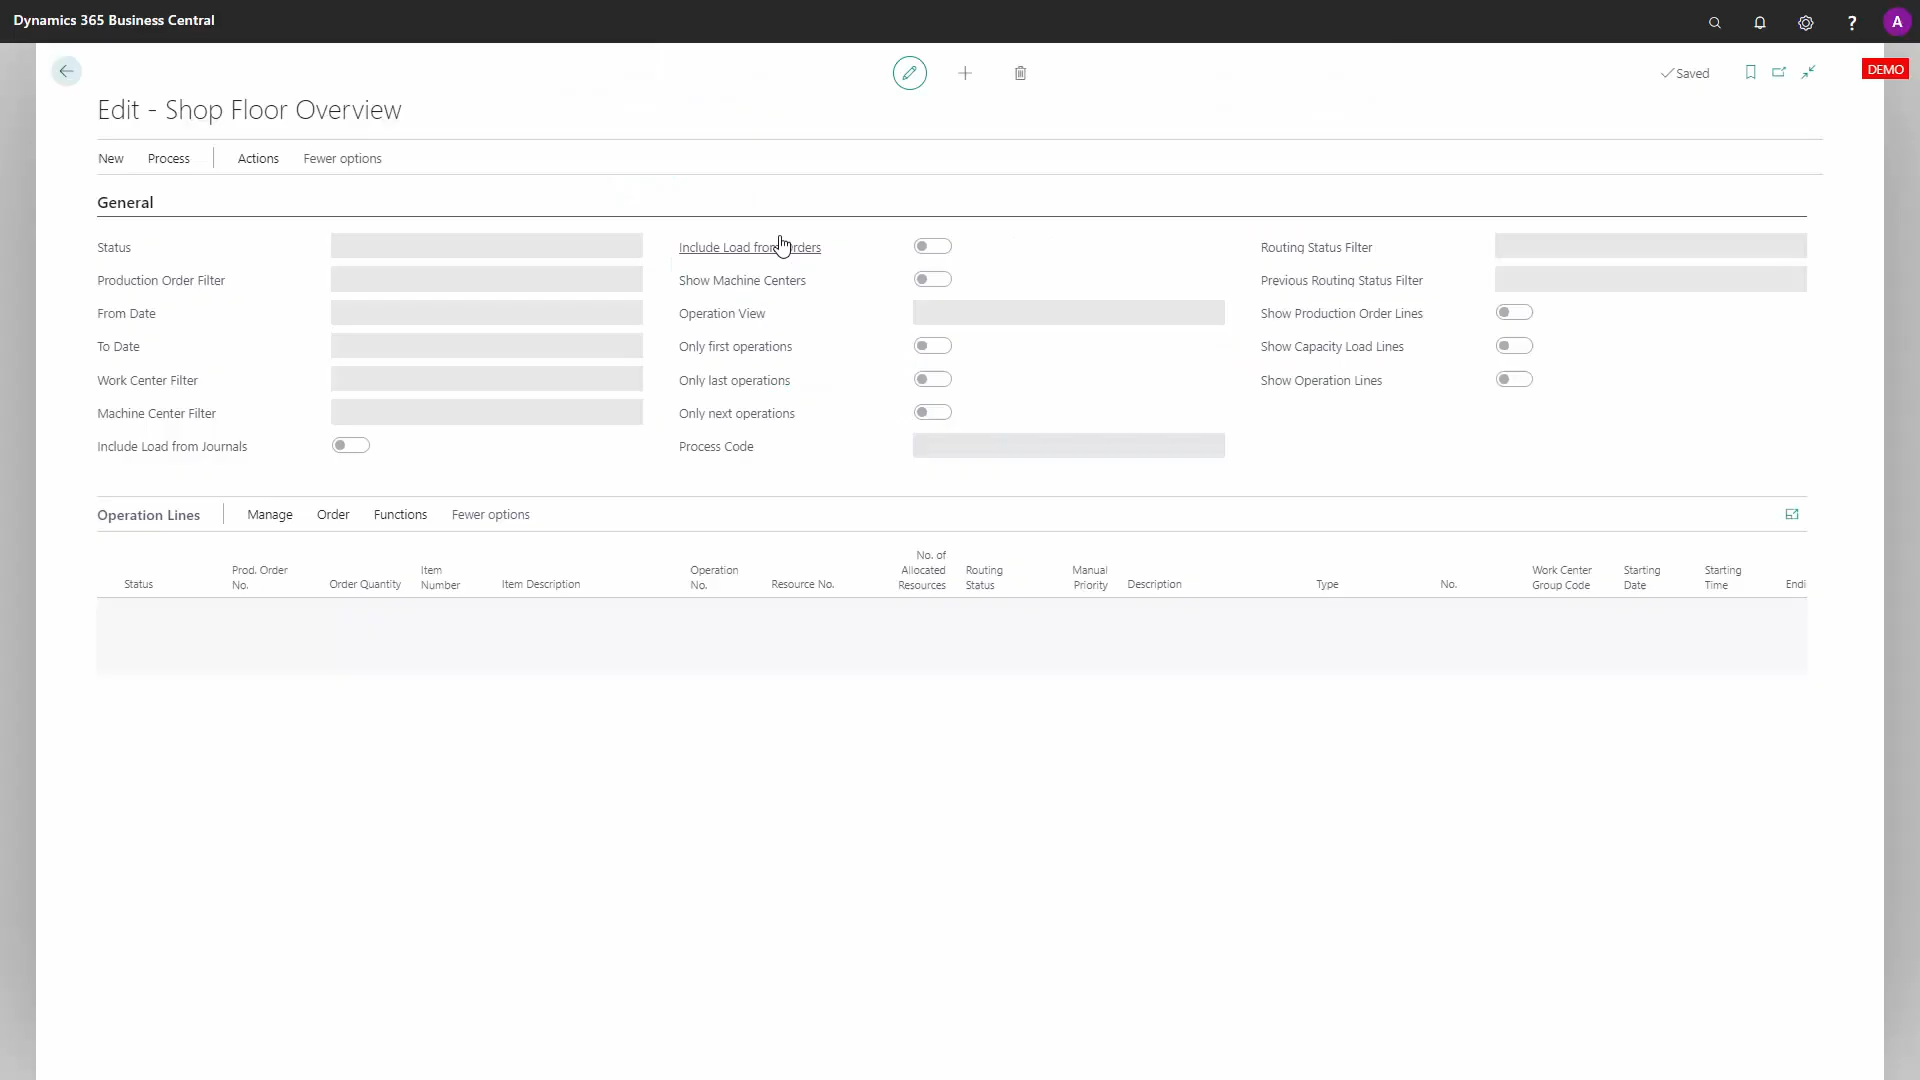 Dynamics 365 Business Central
?
A
Saved
DEMO
Edit - Shop Floor Overview
New
Process
Actions
Fewer options
General
Status
Production Order Filter
From Date
To Date
Work Center Filter
Machine Center Filter
Include Load from Journals
Include Load from Orders
Show Machine Centers
Operation View
Only first operations
Only last operations
Only next operations
Process Code
Routing Status Filter
Previous Routing Status Filter
Show Production Order Lines
Show Capacity Load Lines
Show Operation Lines
Operation Lines
Manage
Order
Functions
Fewer options
Status
Prod. Order
No.
Order Quantity
Item
Number
Item Description
Operation
No.
Resource No.
No. of
Allocated
Resources
Routing
Status
Manual
Priority
Description
Type
No.
Work Center
Group Code
Starting
Date
Starting
Time
Endi